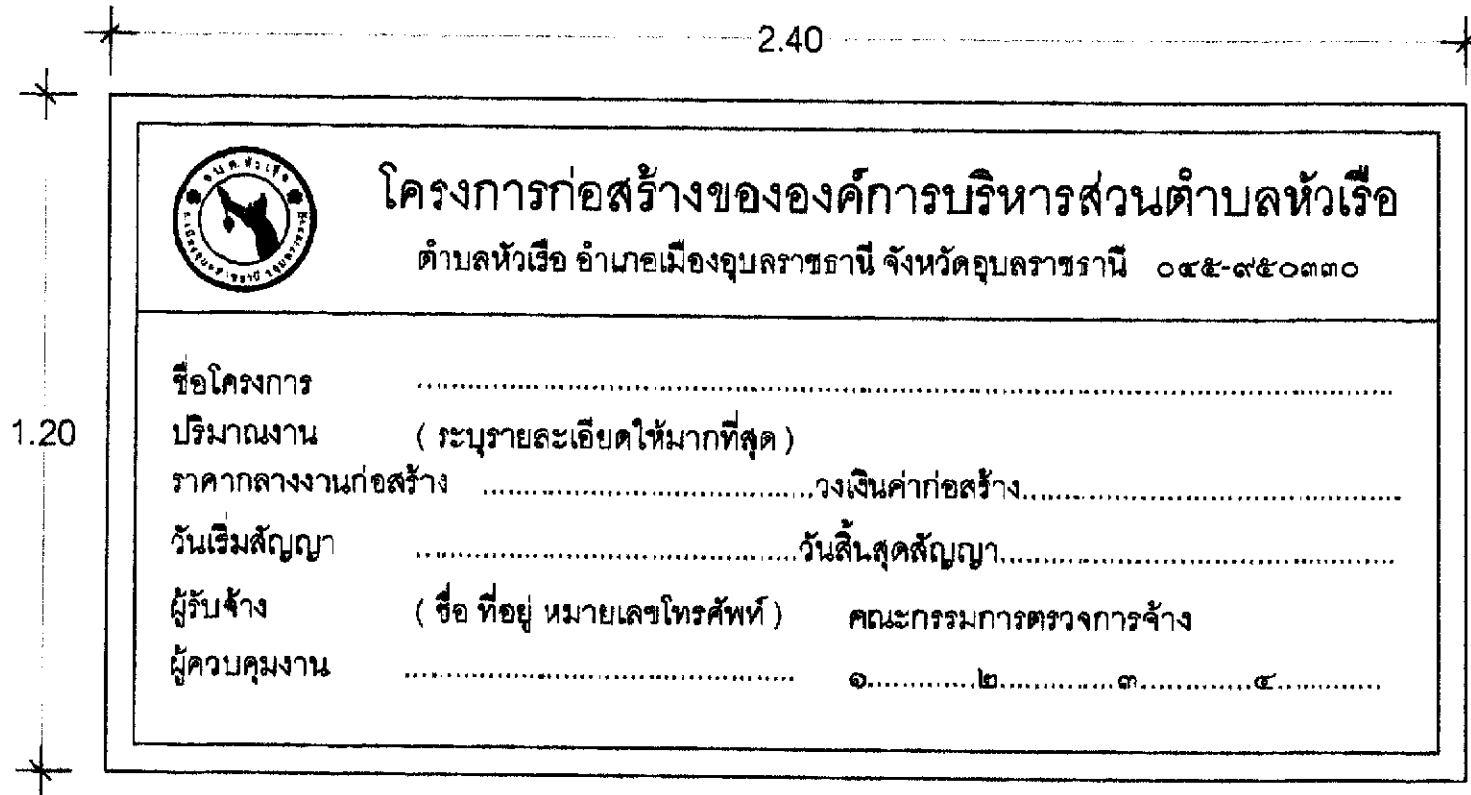 2.40
1.20
อ.บ.ต.หัวเรือ
โครงการก่อสร้างขององค์การบริหารส่วนตำบลหัวเรือ
ตำบลหัวเรือ อำเภอเมืองอุบลราชธานี จังหวัดอุบลราชธานี ๐๔๕-๙๕๐๓๓๐
ชื่อโครงการ ................................................................
ปริมาณงาน ( ระบุรายละเอียดให้มากที่สุด )
ราคากลางงานก่อสร้าง ................................วงเงินค่าก่อสร้าง................................
วันเริ่มสัญญา ................................วันสิ้นสุดสัญญา................................
ผู้รับจ้าง ( ชื่อ ที่อยู่ หมายเลขโทรศัพท์ ) คณะกรรมการตรวจการจ้าง
ผู้ควบคุมงาน ................................ ๑............๒............๓............๔............